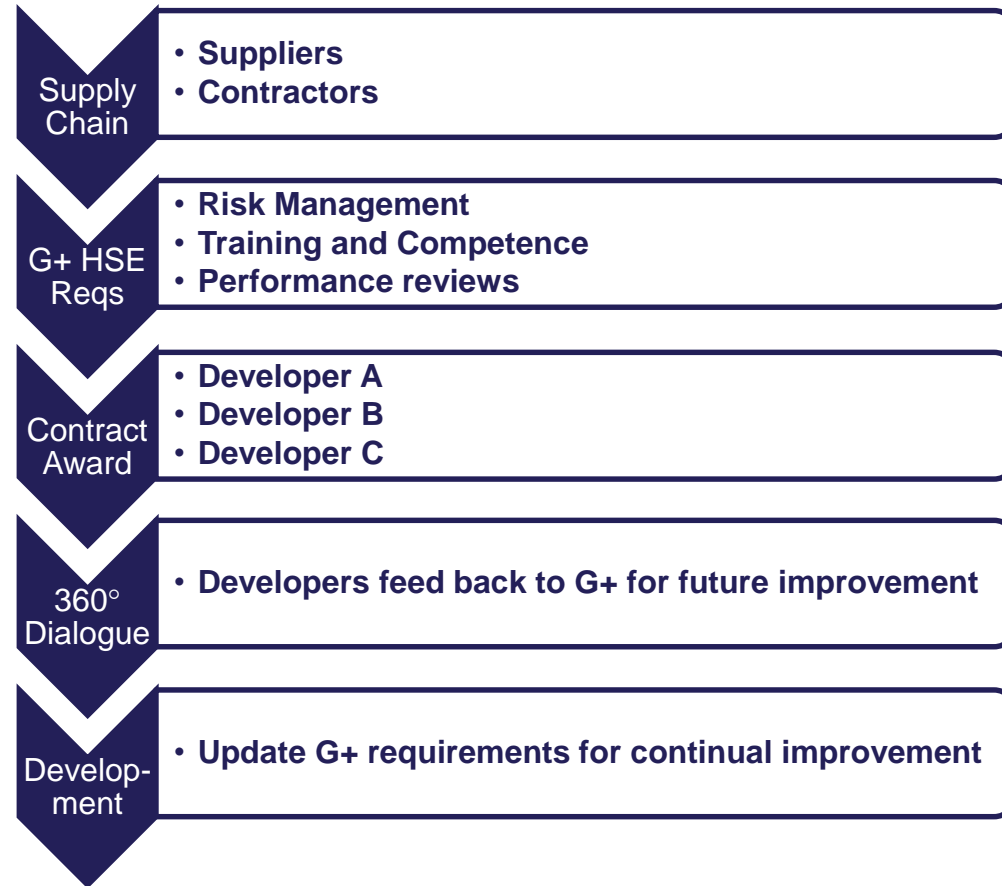 Supply
Chain
• Suppliers
• Contractors
G+ HSE
Reqs
• Risk Management
• Training and Competence
• Performance reviews
Contract
Award
• Developer A
• Developer B
• Developer C
360°
Dialogue
• Developers feed back to G+ for future improvement
Develop-
ment
• Update G+ requirements for continual improvement